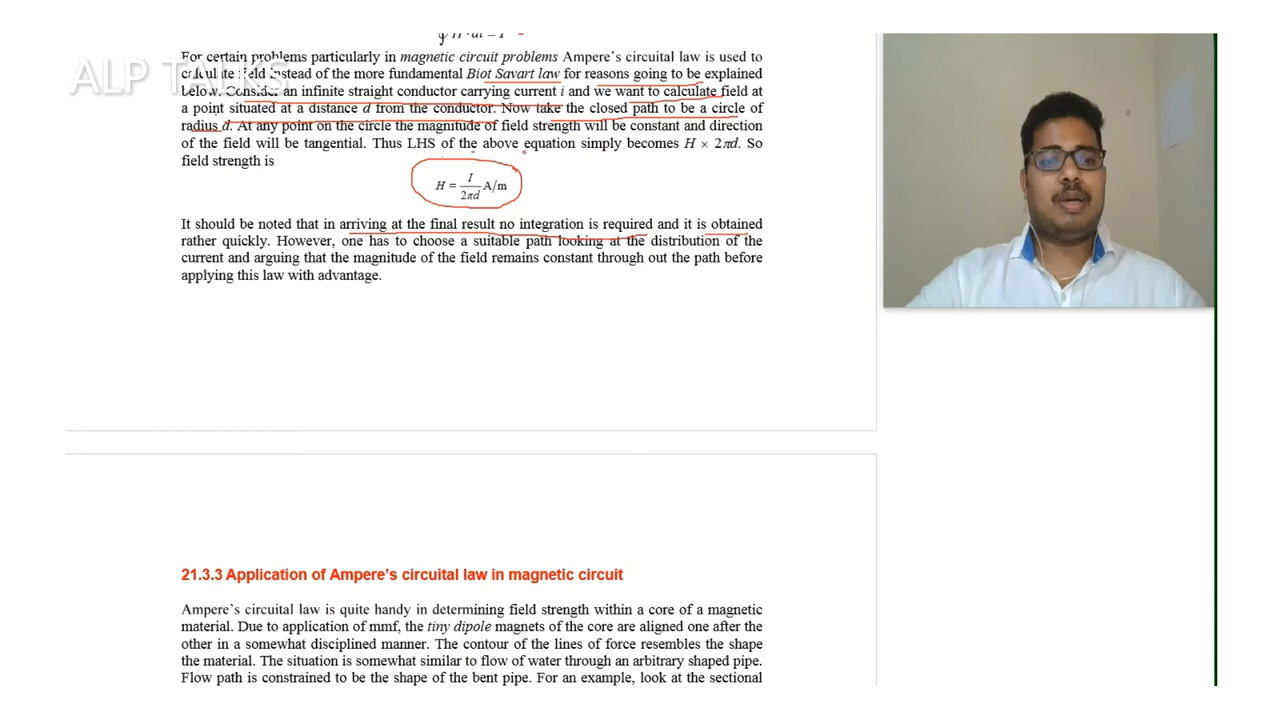 ALP TALKS
∮ H · dl = I
For certain problems particularly in magnetic circuit problems Ampere's circuital law is used to
calculate field instead of the more fundamental Biot Savart law for reasons going to be explained
below. Consider an infinite straight conductor carrying current i and we want to calculate field at
a point situated at a distance d from the conductor. Now take the closed path to be a circle of
radius d. At any point on the circle the magnitude of field strength will be constant and direction
of the field will be tangential. Thus LHS of the above equation simply becomes H × 2πd. So
field strength is
H = I/2πd A/m
It should be noted that in arriving at the final result no integration is required and it is obtained
rather quickly. However, one has to choose a suitable path looking at the distribution of the
current and arguing that the magnitude of the field remains constant through out the path before
applying this law with advantage.
21.3.3 Application of Ampere's circuital law in magnetic circuit
Ampere's circuital law is quite handy in determining field strength within a core of a magnetic
material. Due to application of mmf, the tiny dipole magnets of the core are aligned one after the
other in a somewhat disciplined manner. The contour of the lines of force resembles the shape
the material. The situation is somewhat similar to flow of water through an arbitrary shaped pipe.
Flow path is constrained to be the shape of the bent pipe. For an example, look at the sectional